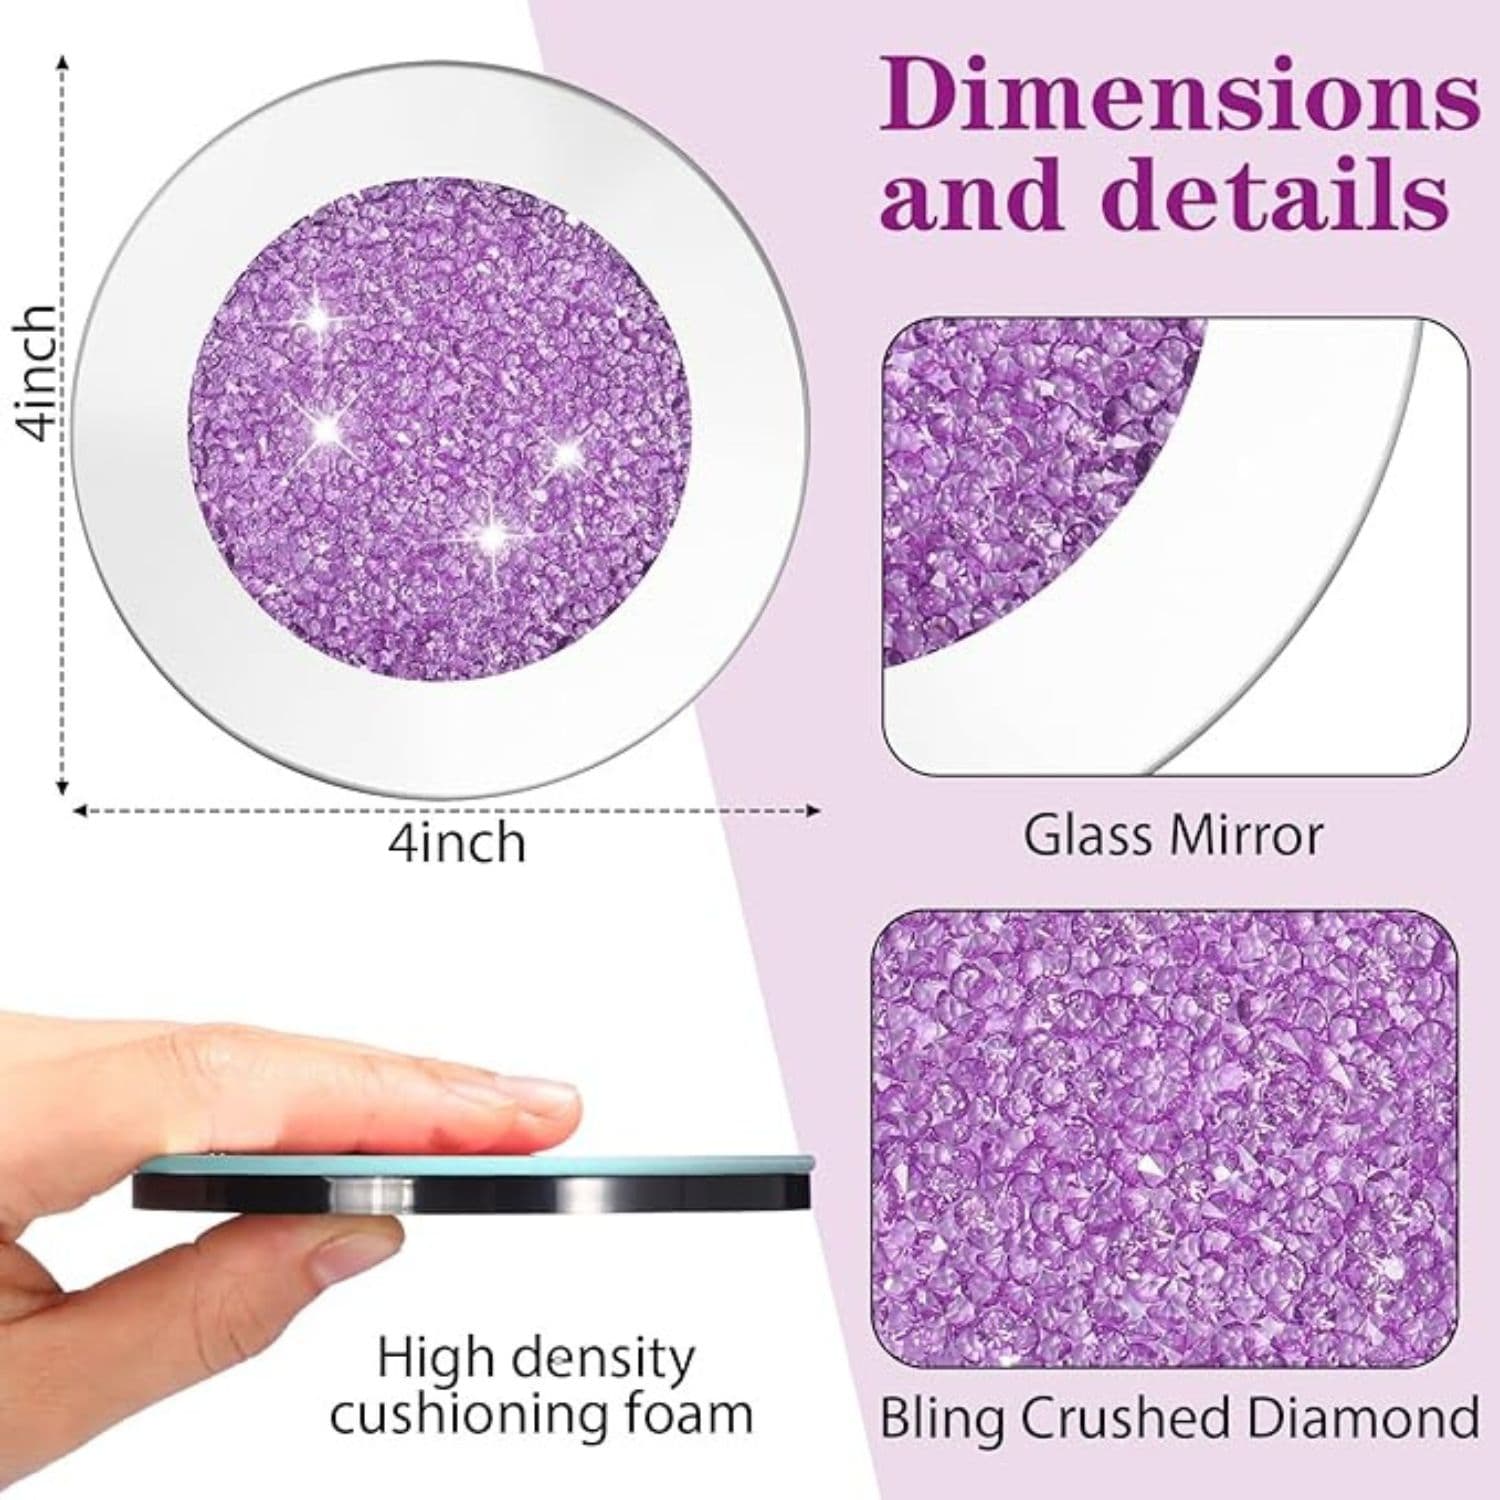 Dimensions
and details
4inch
4inch
Glass Mirror
High density
cushioning foam
Bling Crushed Diamond